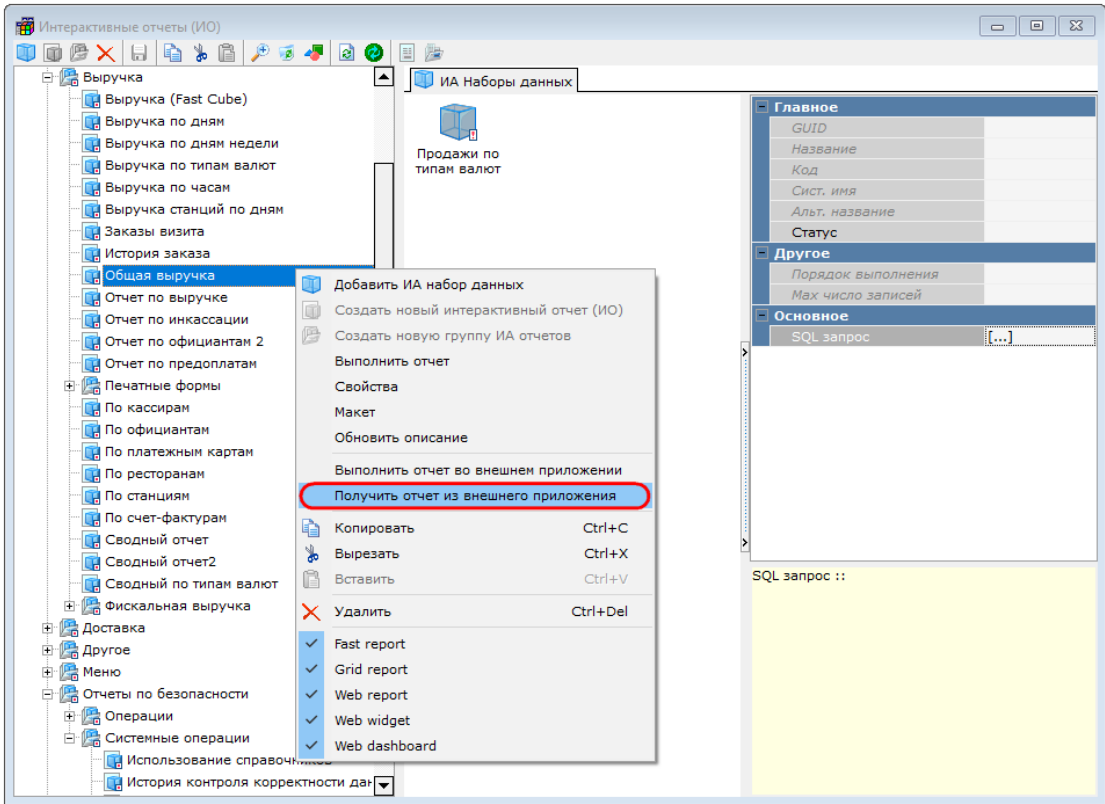 Интерактивные отчеты (ИО)
Выручка
Выручка (Fast Cube)
Выручка по дням
Выручка по дням недели
Выручка по типам валют
Выручка по часам
Выручка станций по дням
Заказы визита
История заказа
Общая выручка
Отчет по выручке
Отчет по инкассации
Отчет по официантам 2
Отчет по предоплатам
Печатные формы
По кассирам
По официантам
По платежным картам
По ресторанам
По станциям
По счет-фактурам
Сводный отчет
Сводный отчет2
Сводный по типам валют
Фискальная выручка
Доставка
Другое
Меню
Отчеты по безопасности
Операции
Системные операции
Использование справочников
История контроля корректности дан
ИА Наборы данных
Продажи по
типам валют
Добавить ИА набор данных
Создать новый интерактивный отчет (ИО)
Создать новую группу ИА отчетов
Выполнить отчет
Свойства
Макет
Обновить описание
Выполнить отчет во внешнем приложении
Получить отчет из внешнего приложения
Копировать Ctrl+C
Вырезать Ctrl+X
Вставить Ctrl+V
Удалить Ctrl+Del
Fast report
Grid report
Web report
Web widget
Web dashboard
Главное
GUID
Название
Код
Сист. имя
Альт. название
Статус
Другое
Порядок выполнения
Мах число записей
Основное
SQL запрос [...]
SQL запрос ::